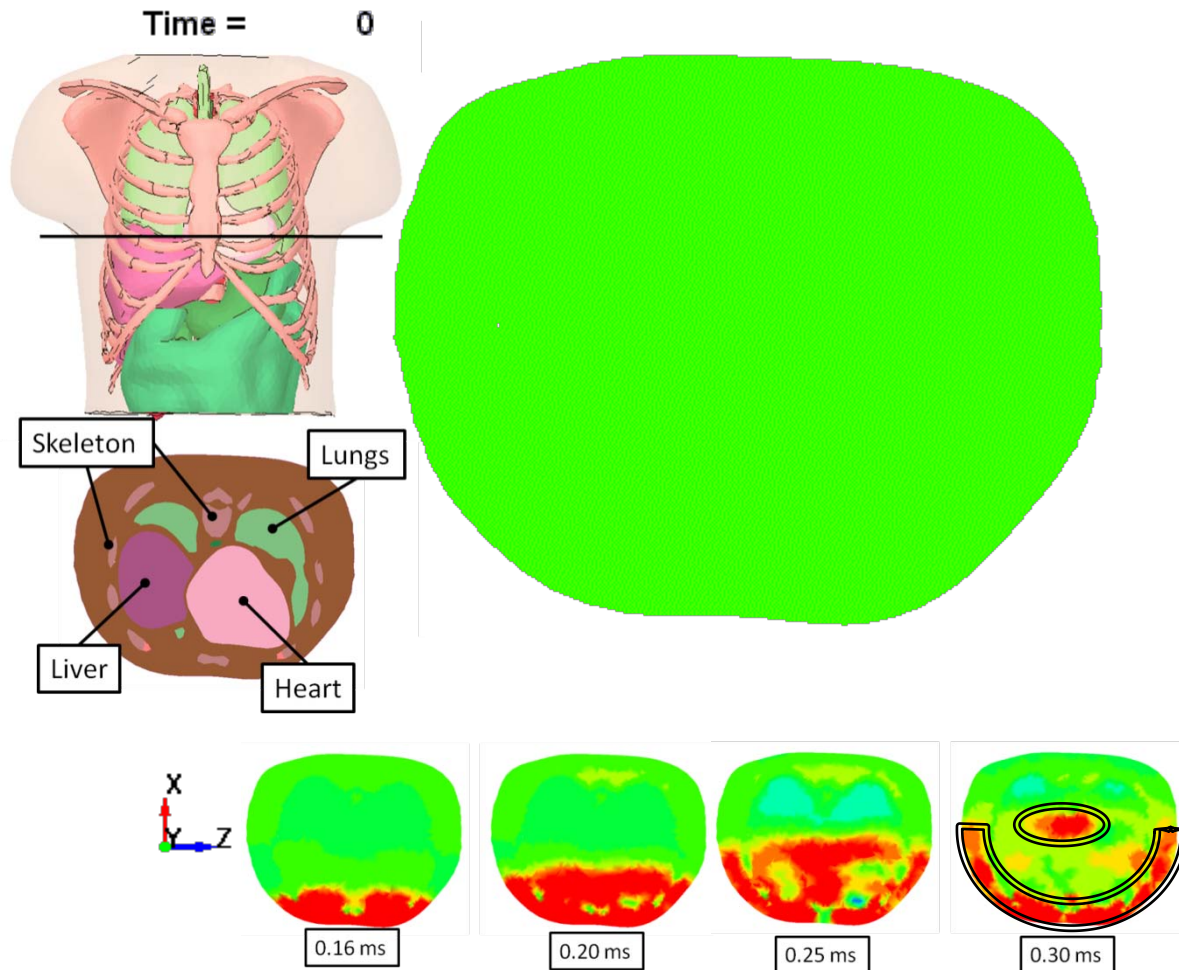 Time = 0
Skeleton
Lungs
Liver
Heart
X
Y
Z
0.16 ms
0.20 ms
0.25 ms
0.30 ms